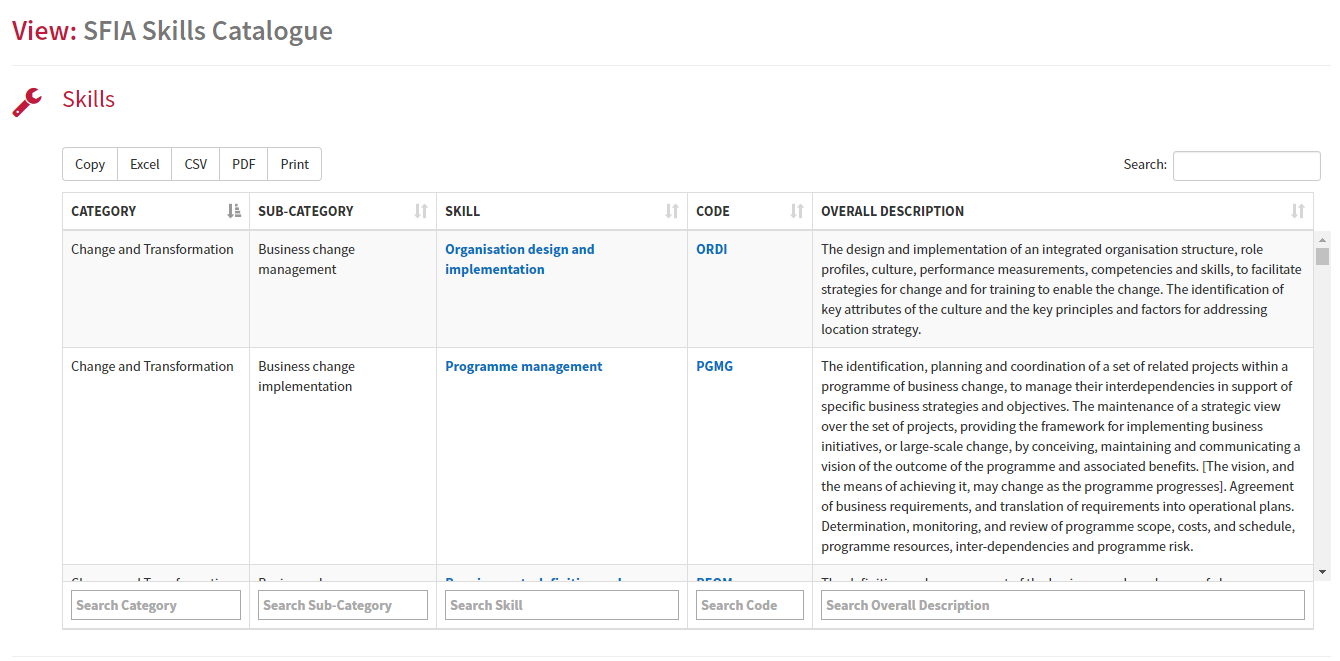 View: SFIA Skills Catalogue
Skills
Copy Excel CSV PDF Print Search:
CATEGORY SUB-CATEGORY SKILL CODE OVERALL DESCRIPTION
Change and Transformation
Business change
management
Organisation design and
implementation
ORDI
The design and implementation of an integrated organisation structure, role
profiles, culture, performance measurements, competencies and skills, to facilitate
strategies for change and for training to enable the change. The identification of
key attributes of the culture and the key principles and factors for addressing
location strategy.
Change and Transformation
Business change
implementation
Programme management
PGMG
The identification, planning and coordination of a set of related projects within a
programme of business change, to manage their interdependencies in support of
specific business strategies and objectives. The maintenance of a strategic view
over the set of projects, providing the framework for implementing business
initiatives, or large-scale change, by conceiving, maintaining and communicating a
vision of the outcome of the programme and associated benefits. [The vision, and
the means of achieving it, may change as the programme progresses]. Agreement
of business requirements, and translation of requirements into operational plans.
Determination, monitoring, and review of programme scope, costs, and schedule,
programme resources, inter-dependencies and programme risk.
Search Category Search Sub-Category Search Skill Search Code Search Overall Description